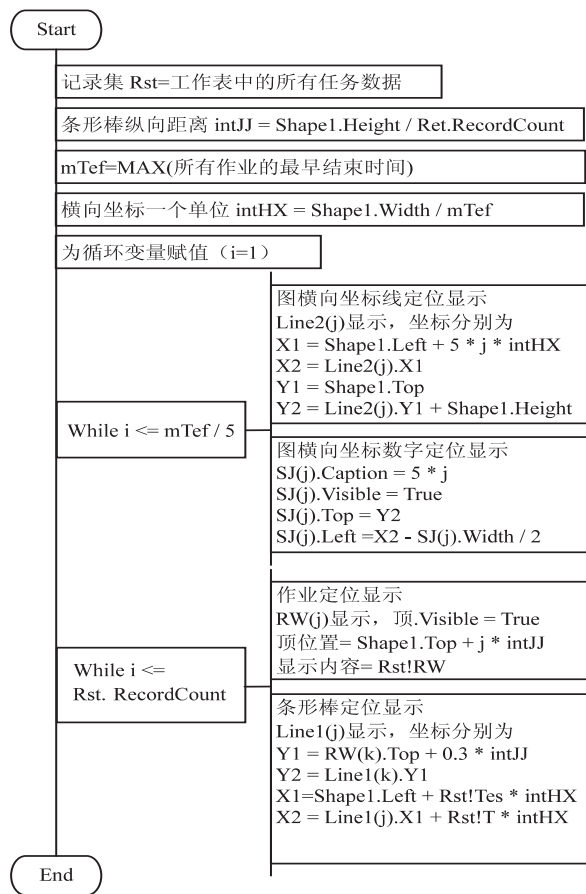 Start
记录集 Rst=工作表中的所有任务数据
条形棒纵向距离 intJJ = Shape1.Height / Ret.RecordCount
mTef=MAX(所有作业的最早结束时间)
横向坐标一个单位 intHX = Shape1.Width / mTef
为循环变量赋值（i=1）
While i <= mTef / 5
图横向坐标线定位显示
Line2(j)显示，坐标分别为
X1 = Shape1.Left + 5 * j * intHX
X2 = Line2(j).X1
Y1 = Shape1.Top
Y2 = Line2(j).Y1 + Shape1.Height
图横向坐标数字定位显示
SJ(j).Caption = 5 * j
SJ(j).Visible = True
SJ(j).Top = Y2
SJ(j).Left =X2 - SJ(j).Width / 2
While i <=
Rst. RecordCount
作业定位显示
RW(j)显示，顶.Visible = True
顶位置= Shape1.Top + j * intJJ
显示内容= Rst!RW
条形棒定位显示
Line1(j)显示，坐标分别为
Y1 = RW(k).Top + 0.3 * intJJ
Y2 = Line1(k).Y1
X1=Shape1.Left + Rst!Tes * intHX
X2 = Line1(j).X1 + Rst!T * intHX
End